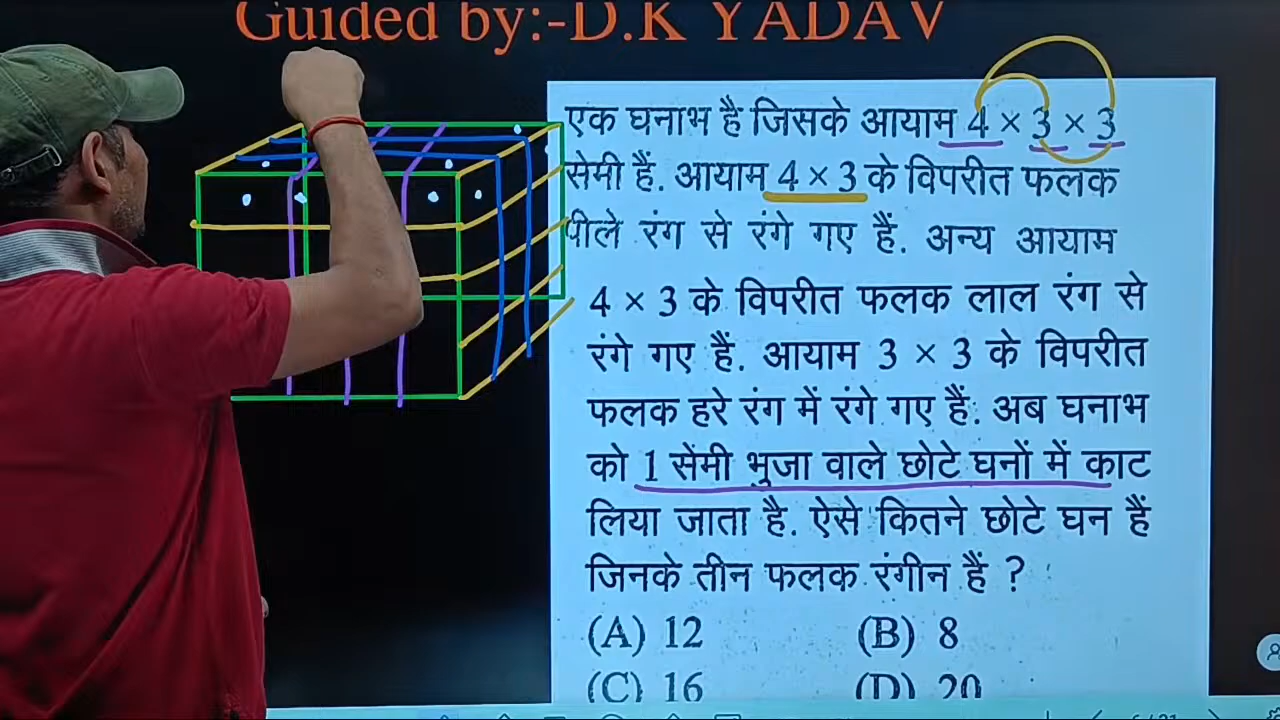 Guided by:-D.K YADAV
एक घनाभ है जिसके आयाम 4 × 3 × 3
सेमी हैं. आयाम 4 × 3 के विपरीत फलक
पीले रंग से रंगे गए हैं. अन्य आयाम
4 × 3 के विपरीत फलक लाल रंग से
रंगे गए हैं. आयाम 3 × 3 के विपरीत
फलक हरे रंग में रंगे गए हैं. अब घनाभ
को 1 सेंमी भुजा वाले छोटे घनों में काट
लिया जाता है. ऐसे कितने छोटे घन हैं
जिनके तीन फलक रंगीन हैं ?
(A) 12 (B) 8
(C) 16 (D) 20